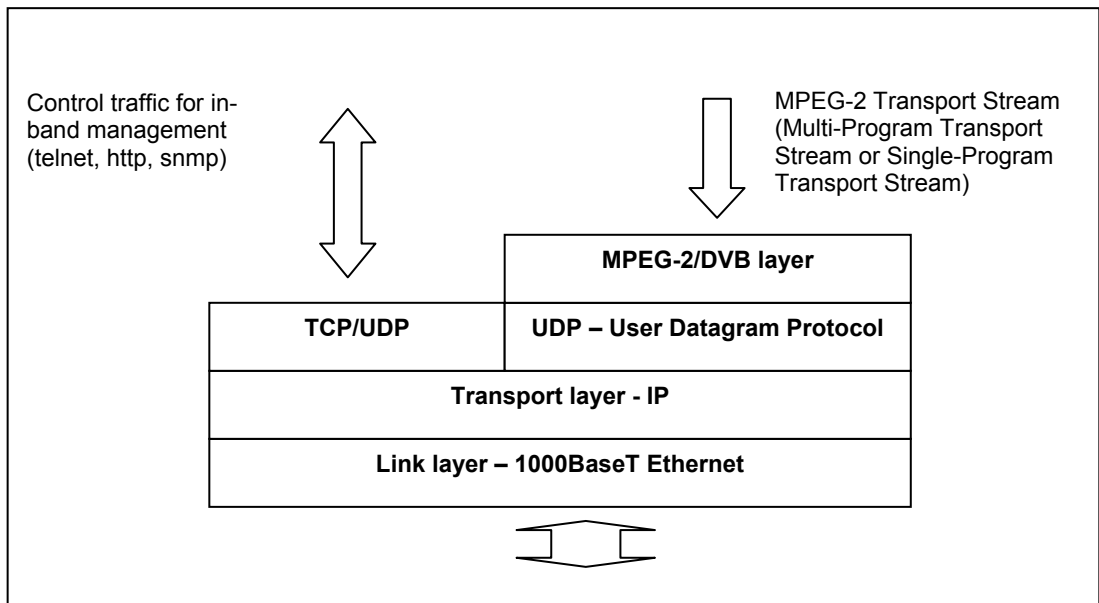 Control traffic for in-
band management
(telnet, http, snmp)
MPEG-2 Transport Stream
(Multi-Program Transport
Stream or Single-Program
Transport Stream)
MPEG-2/DVB layer
TCP/UDP
UDP – User Datagram Protocol
Transport layer - IP
Link layer – 1000BaseT Ethernet